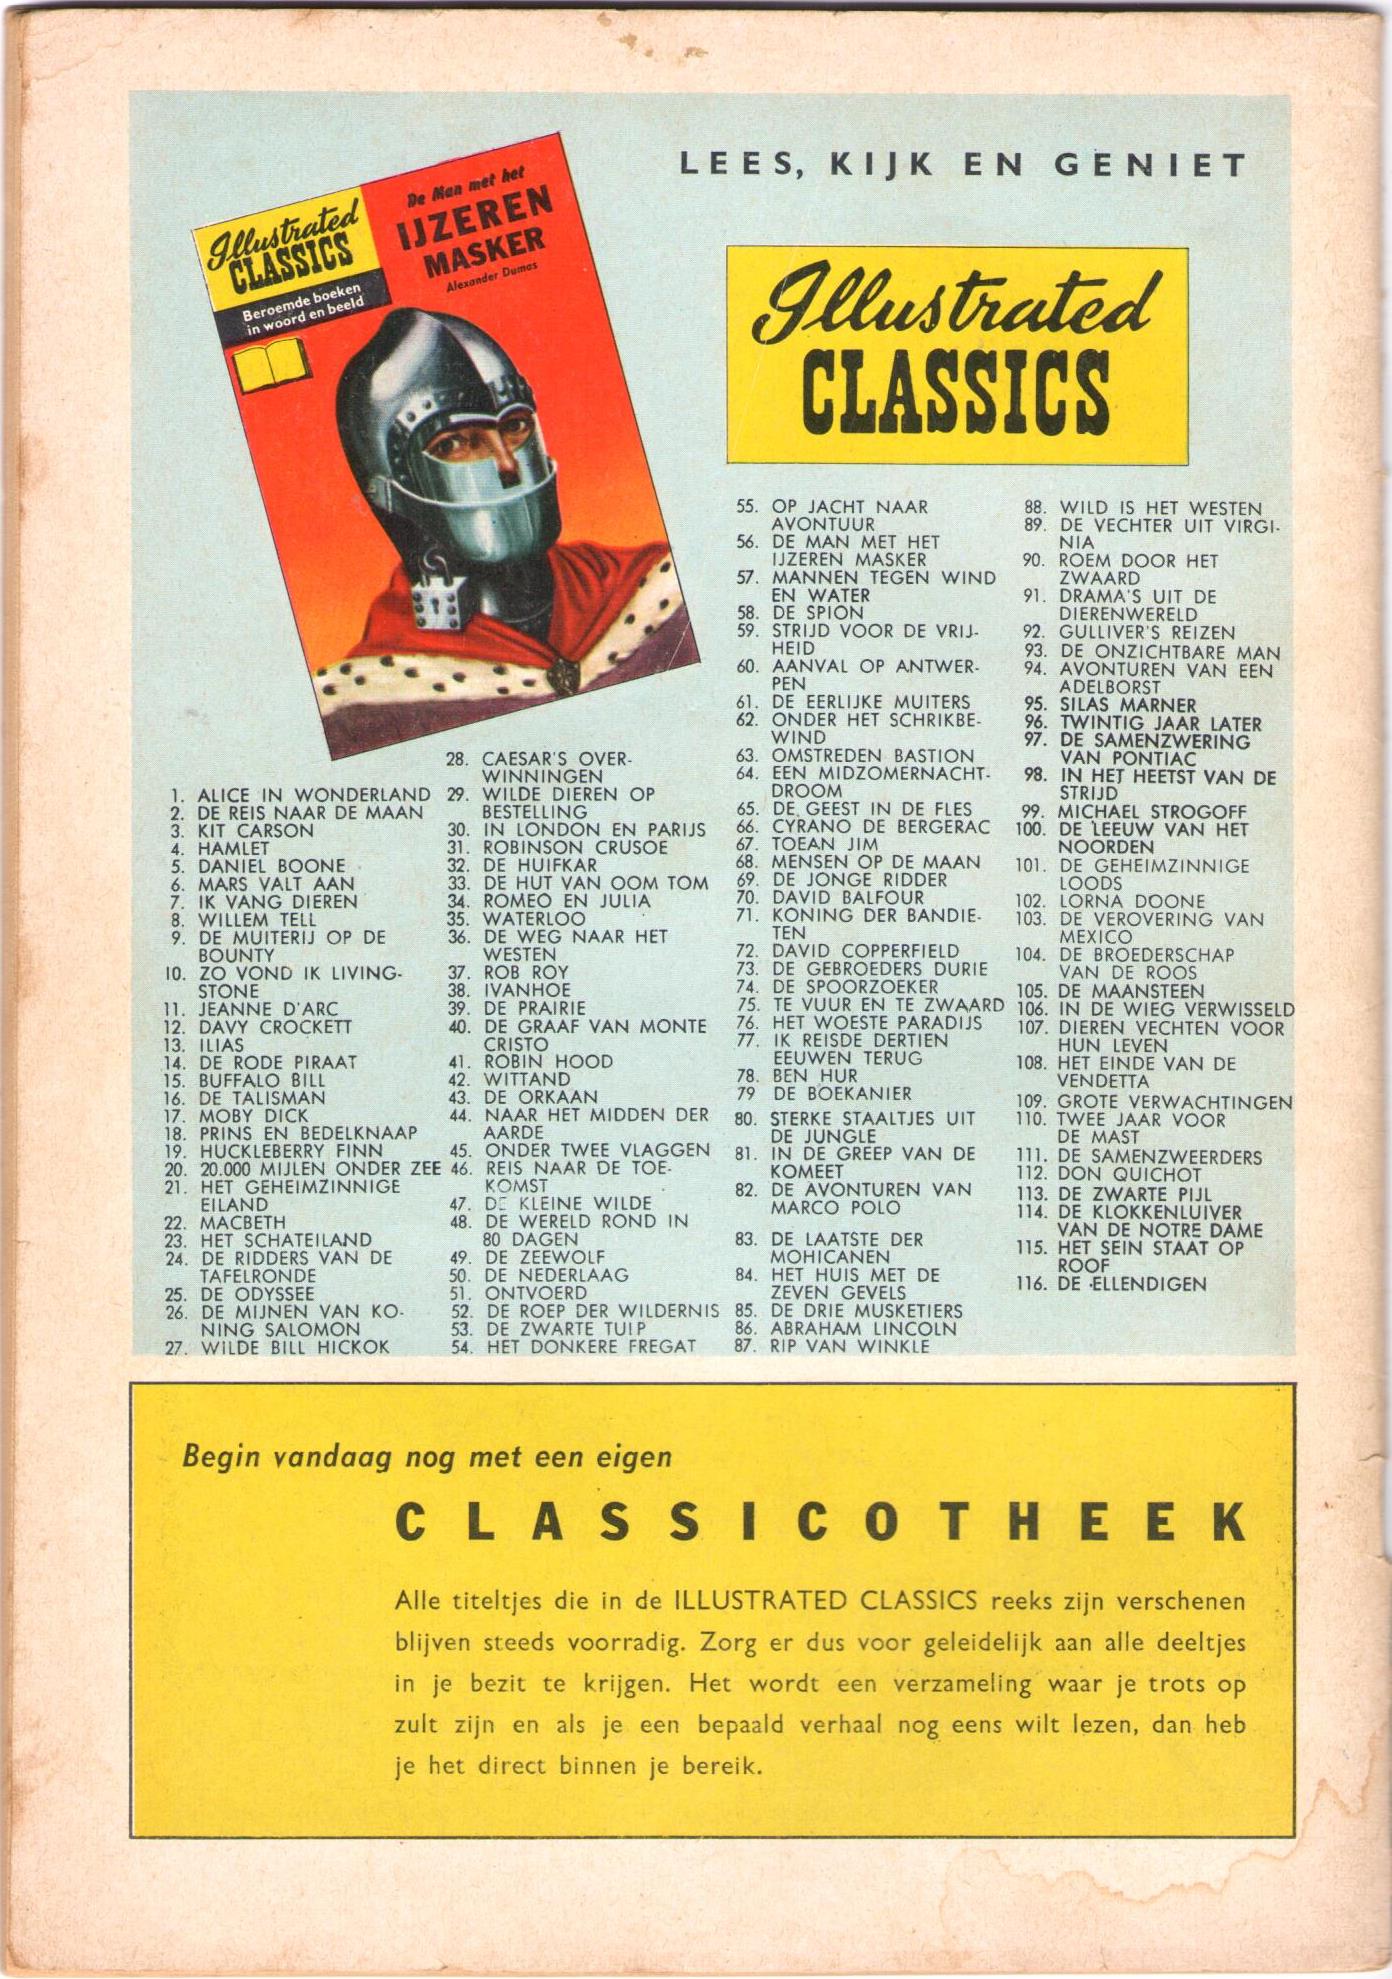 LEES, KIJK EN GENIET
De Man met het
IJZEREN
MASKER
Alexander Dumas
Illustrated
CLASSICS
Beroemde boeken
in woord en beeld
Illustrated
CLASSICS
1. ALICE IN WONDERLAND
2. DE REIS NAAR DE MAAN
3. KIT CARSON
4. HAMLET
5. DANIEL BOONE
6. MARS VALT AAN
7. IK VANG DIEREN
8. WILLEM TELL
9. DE MUITERIJ OP DE
BOUNTY
10. ZO VOND IK LIVING-
STONE
11. JEANNE D'ARC
12. DAVY CROCKETT
13. ILIAS
14. DE RODE PIRAAT
15. BUFFALO BILL
16. DE TALISMAN
17. MOBY DICK
18. PRINS EN BEDELKNAAP
19. HUCKLEBERRY FINN
20. 20.000 MIJLEN ONDER ZEE
21. HET GEHEIMZINNIGE
EILAND
22. MACBETH
23. HET SCHATEILAND
24. DE RIDDERS VAN DE
TAFELRONDE
25. DE ODYSSEE
26. DE MIJNEN VAN KO-
NING SALOMON
27. WILDE BILL HICKOK
28. CAESAR'S OVER-
WINNINGEN
29. WILDE DIEREN OP
BESTELLING
30. IN LONDON EN PARIJS
31. ROBINSON CRUSOE
32. DE HUIFKAR
33. DE HUT VAN OOM TOM
34. ROMEO EN JULIA
35. WATERLOO
36. DE WEG NAAR HET
WESTEN
37. ROB ROY
38. IVANHOE
39. DE PRAIRIE
40. DE GRAAF VAN MONTE
CRISTO
41. ROBIN HOOD
42. WITTAND
43. DE ORKAAN
44. NAAR HET MIDDEN DER
AARDE
45. ONDER TWEE VLAGGEN
46. REIS NAAR DE TOE-
KOMST
47. DE KLEINE WILDE
48. DE WERELD ROND IN
80 DAGEN
49. DE ZEEWOLF
50. DE NEDERLAAG
51. ONTVOERD
52. DE ROEP DER WILDERNIS
53. DE ZWARTE TULP
54. HET DONKERE FREGAT
55. OP JACHT NAAR
AVONTUUR
56. DE MAN MET HET
IJZEREN MASKER
57. MANNEN TEGEN WIND
EN WATER
58. DE SPION
59. STRIJD VOOR DE VRIJ-
HEID
60. AANVAL OP ANTWER-
PEN
61. DE EERLIJKE MUITERS
62. ONDER HET SCHRIKBE-
WIND
63. OMSTREDEN BASTION
64. EEN MIDZOMERNACHT-
DROOM
65. DE GEEST IN DE FLES
66. CYRANO DE BERGERAC
67. TOEAN JIM
68. MENSEN OP DE MAAN
69. DE JONGE RIDDER
70. DAVID BALFOUR
71. KONING DER BANDIE-
TEN
72. DAVID COPPERFIELD
73. DE GEBROEDERS DURIE
74. DE SPOORZOEKER
75. TE VUUR EN TE ZWAARD
76. HET WOESTE PARADIJS
77. IK REISDE DERTIEN
EEUWEN TERUG
78. BEN HUR
79 DE BOEKANIER
80. STERKE STAALTJES UIT
DE JUNGLE
81. IN DE GREEP VAN DE
KOMEET
82. DE AVONTUREN VAN
MARCO POLO
83. DE LAATSTE DER
MOHICANEN
84. HET HUIS MET DE
ZEVEN GEVELS
85. DE DRIE MUSKETIERS
86. ABRAHAM LINCOLN
87. RIP VAN WINKLE
88. WILD IS HET WESTEN
89. DE VECHTER UIT VIRGI-
NIA
90. ROEM DOOR HET
ZWAARD
91. DRAMA'S UIT DE
DIERENWERELD
92. GULLIVER'S REIZEN
93. DE ONZICHTBARE MAN
94. AVONTUREN VAN EEN
ADELBORST
95. SILAS MARNER
96. TWINTIG JAAR LATER
97. DE SAMENZWERING
VAN PONTIAC
98. IN HET HEETST VAN DE
STRIJD
99. MICHAEL STROGOFF
100. DE LEEUW VAN HET
NOORDEN
101. DE GEHEIMZINNIGE
LOODS
102. LORNA DOONE
103. DE VEROVERING VAN
MEXICO
104. DE BROEDERSCHAP
VAN DE ROOS
105. DE MAANSTEEN
106. IN DE WIEG VERWISSELD
107. DIEREN VECHTEN VOOR
HUN LEVEN
108. HET EINDE VAN DE
VENDETTA
109. GROTE VERWACHTINGEN
110. TWEE JAAR VOOR
DE MAST
111. DE SAMENZWEERDERS
112. DON QUICHOT
113. DE ZWARTE PIJL
114. DE KLOKKENLUIVER
VAN DE NOTRE DAME
115. HET SEIN STAAT OP
ROOF
116. DE ELLENDIGEN
Begin vandaag nog met een eigen
CLASSICOTHEEK
Alle titeltjes die in de ILLUSTRATED CLASSICS reeks zijn verschenen
blijven steeds voorradig. Zorg er dus voor geleidelijk aan alle deeltjes
in je bezit te krijgen. Het wordt een verzameling waar je trots op
zult zijn en als je een bepaald verhaal nog eens wilt lezen, dan heb
je het direct binnen je bereik.